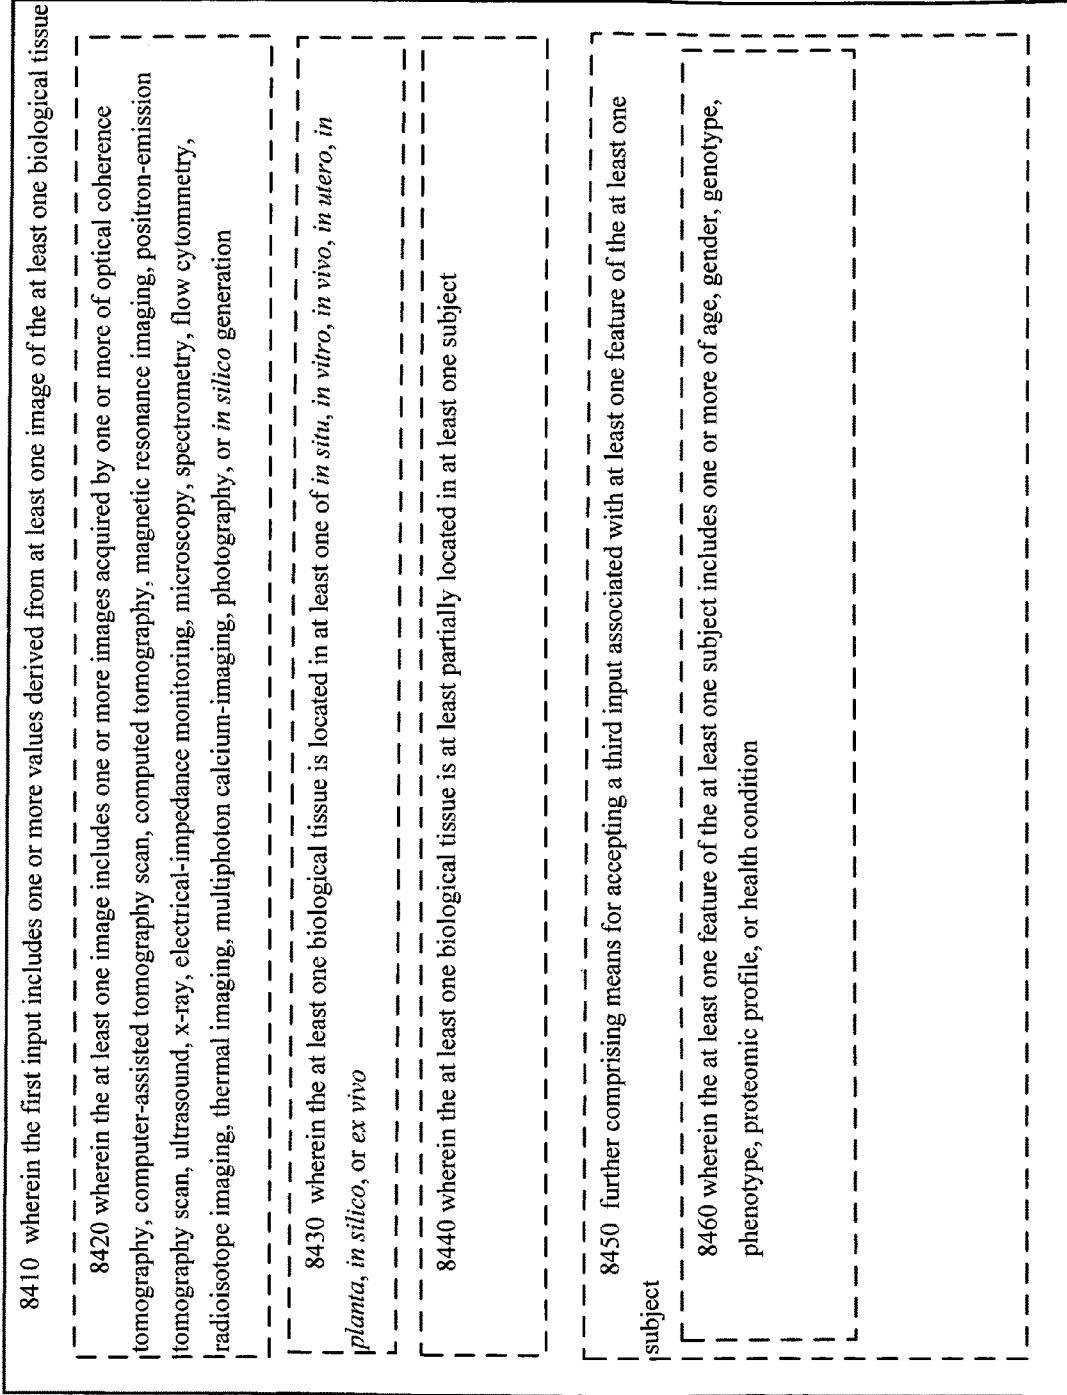 8410 wherein the first input includes one or more values derived from at least one image of the at least one biological tissue
8420 wherein the at least one image includes one or more images acquired by one or more of optical coherence
tomography, computer-assisted tomography scan, computed tomography, magnetic resonance imaging, positron-emission
tomography scan, ultrasound, x-ray, electrical-impedance monitoring, microscopy, spectrometry, flow cytommetry,
radioisotope imaging, thermal imaging, multiphoton calcium-imaging, photography, or in silico generation
8430 wherein the at least one biological tissue is located in at least one of in situ, in vitro, in vivo, in utero, in
planta, in silico, or ex vivo
8440 wherein the at least one biological tissue is at least partially located in at least one subject
8450 further comprising means for accepting a third input associated with at least one feature of the at least one
subject
8460 wherein the at least one feature of the at least one subject includes one or more of age, gender, genotype,
phenotype, proteomic profile, or health condition